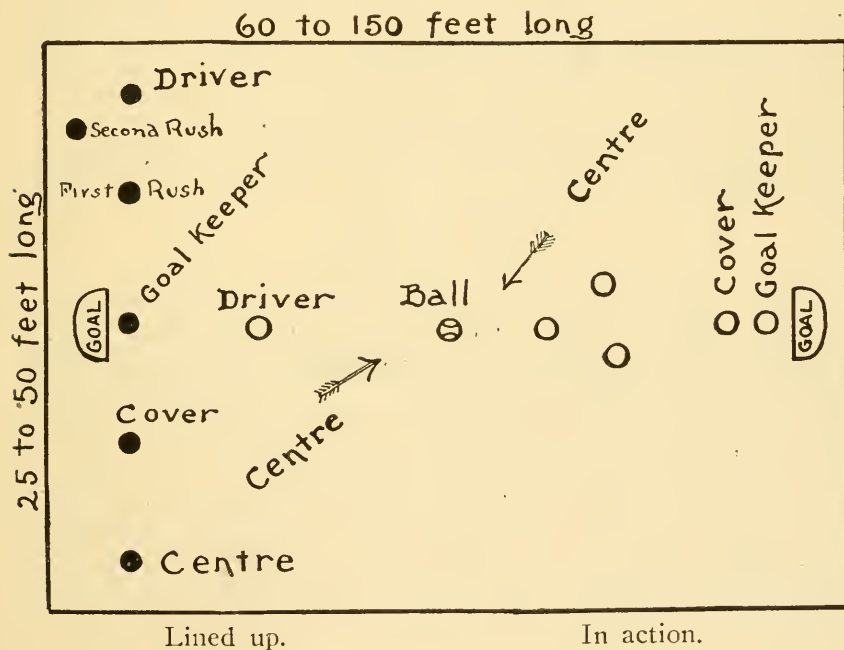 60 to 150 feet long
Driver
Second Rush
First Rush
Goal Keeper
Centre
Cover
Goal Keeper
25 to 50 feet long
GOAL
Driver
Ball
GOAL
Cover
Centre
Centre
Lined up.
In action.